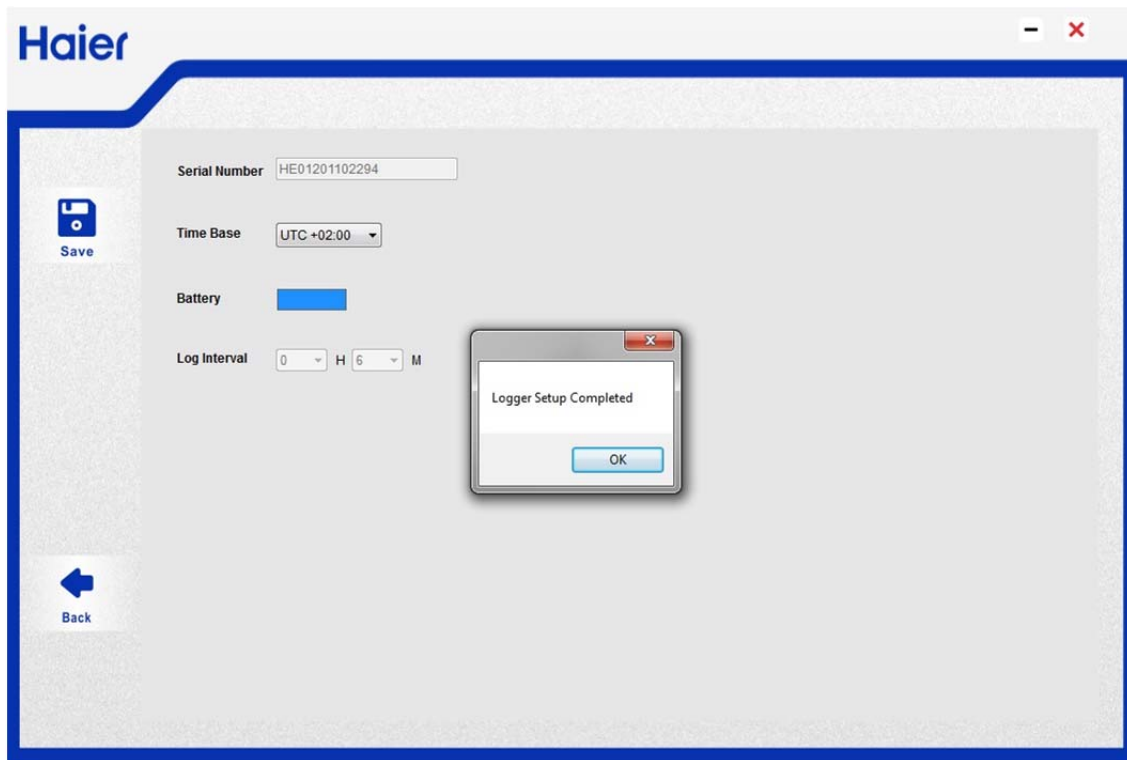 Haier
Serial Number HE01201102294
Save
Time Base UTC +02:00
Battery
Log Interval 0 H 6 M
Logger Setup Completed
OK
Back